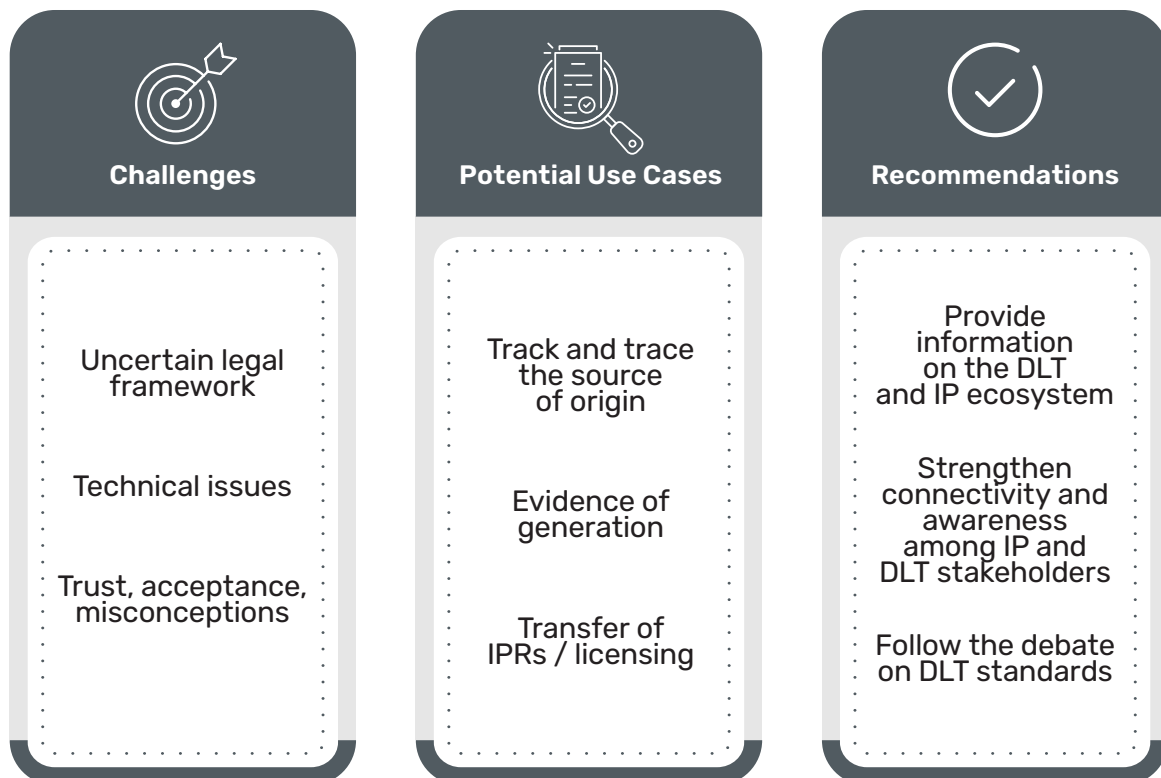 Challenges
Uncertain legal
framework
Technical issues
Trust, acceptance,
misconceptions
Potential Use Cases
Track and trace
the source
of origin
Evidence of
generation
Transfer of
IPRs / licensing
Recommendations
Provide
information
on the DLT
and IP ecosystem
Strengthen
connectivity and
awareness
among IP and
DLT stakeholders
Follow the debate
on DLT standards